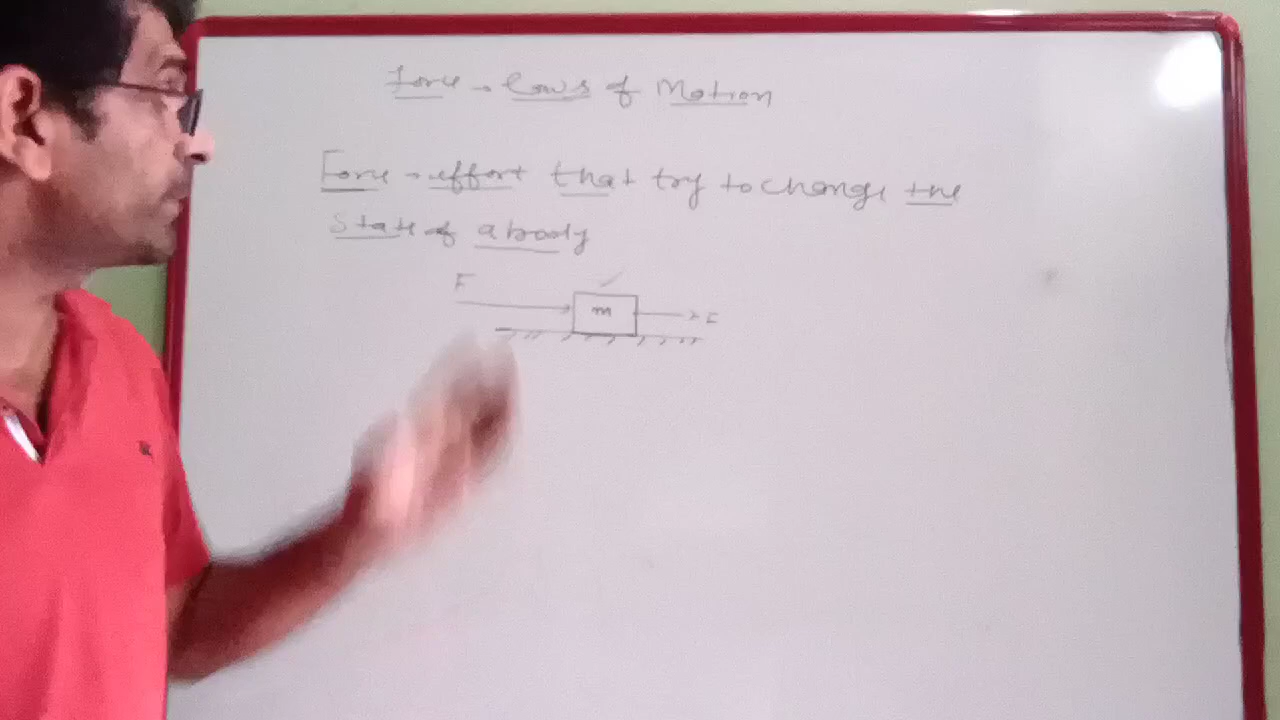 Force → Laws of Motion
Force → effort that try to change the
State of a body
F
m
F